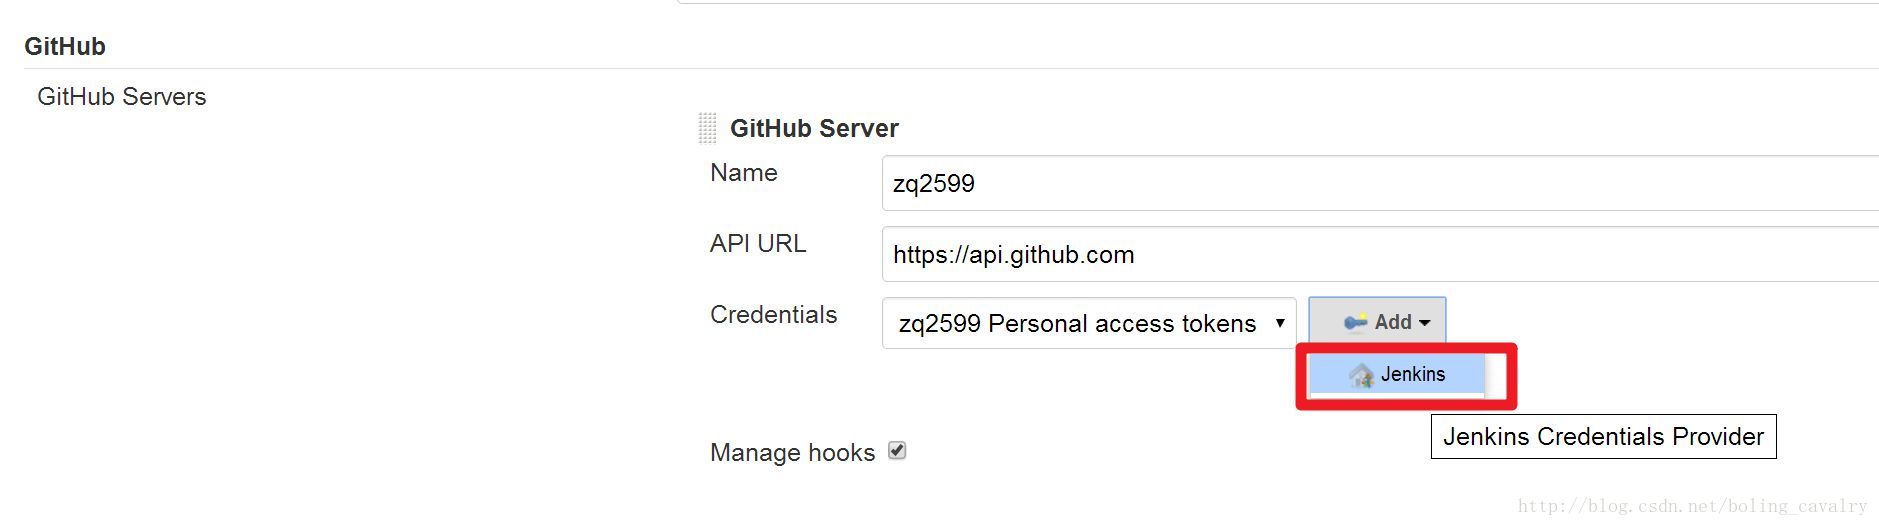 GitHub
GitHub Servers
GitHub Server
Name
zq2599
API URL
https://api.github.com
Credentials
zq2599 Personal access tokens
Add
Jenkins
Jenkins Credentials Provider
Manage hooks
http://blog.csdn.net/boling_cavalry